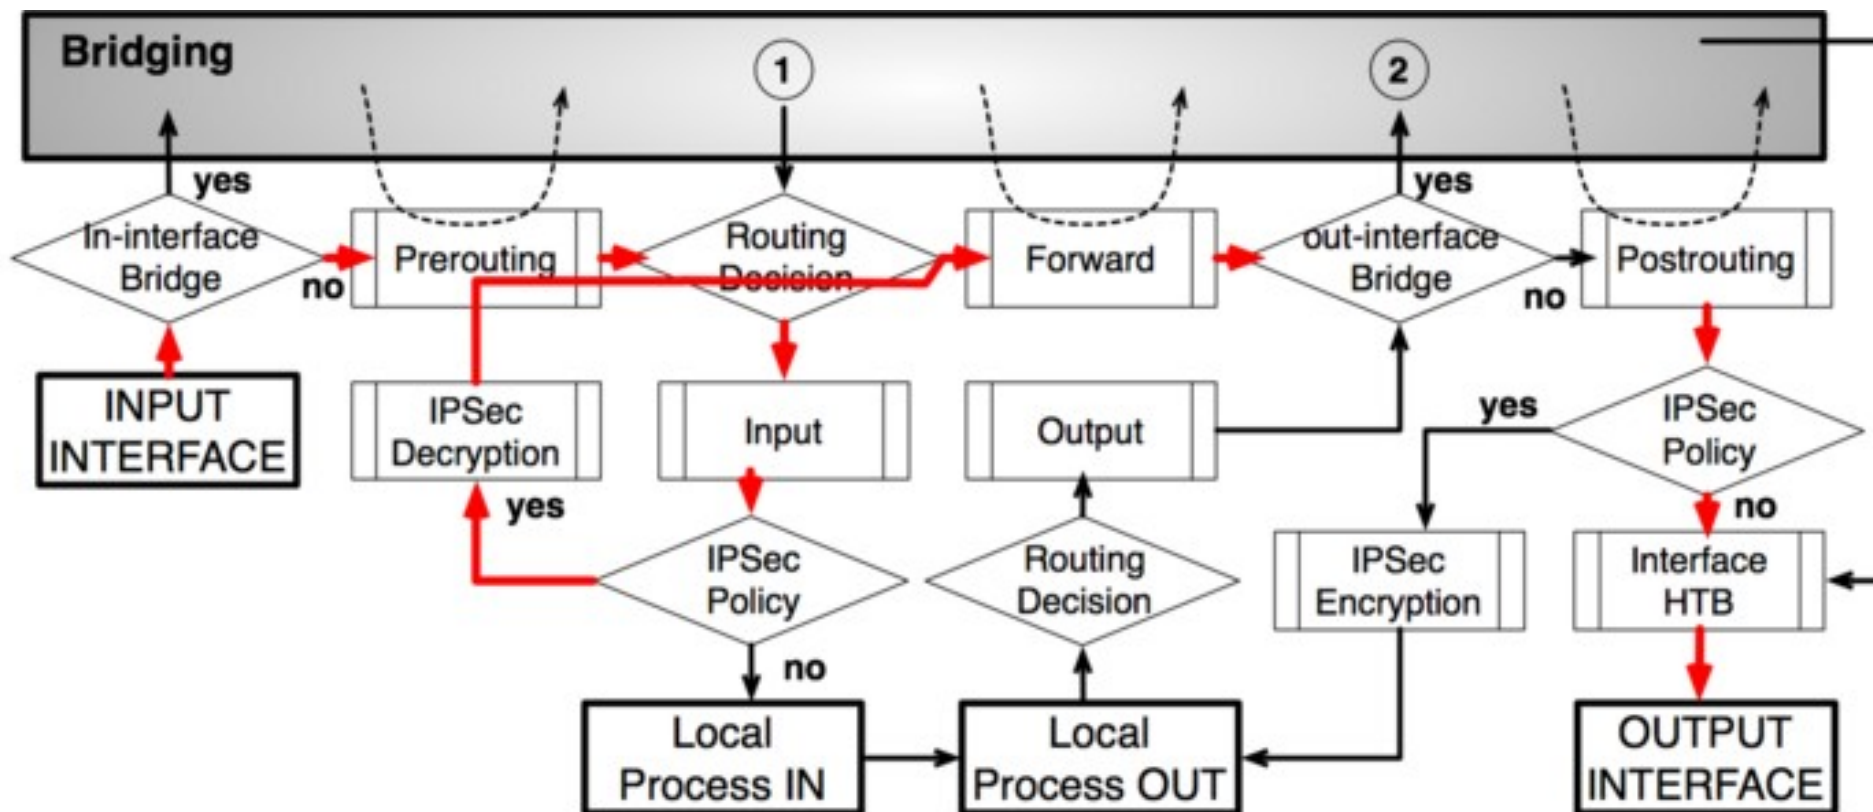 Bridging
1
2
yes
yes
In-interface
Bridge
no
Prerouting
Routing
Decision
Forward
out-interface
Bridge
no
Postrouting
INPUT
INTERFACE
IPSec
Decryption
yes
Input
Output
yes
IPSec
Policy
no
IPSec
Policy
no
Routing
Decision
IPSec
Encryption
Interface
HTB
Local
Process IN
Local
Process OUT
OUTPUT
INTERFACE